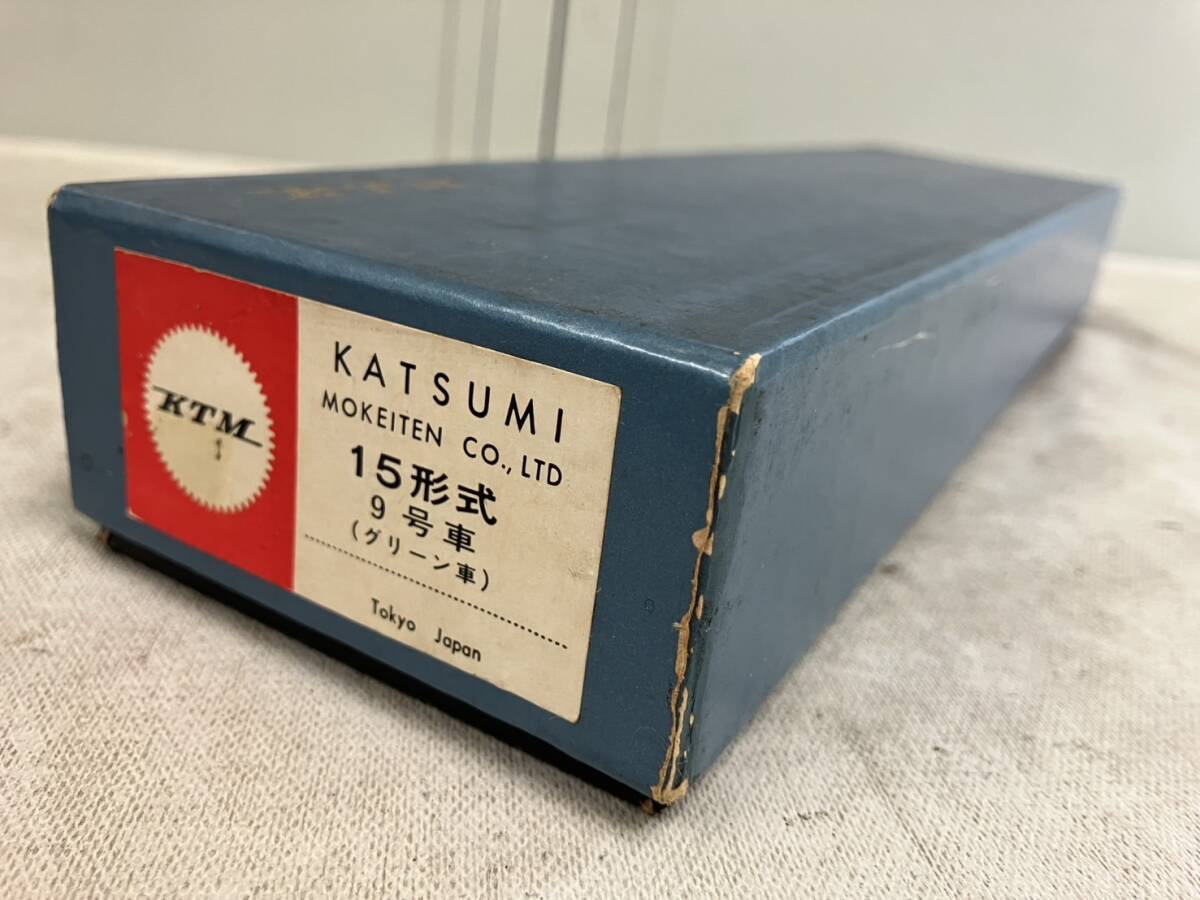 KTM
KATSUMI
MOKEITEN CO., LTD
15形式
9号車
(グリーン車)
Tokyo Japan